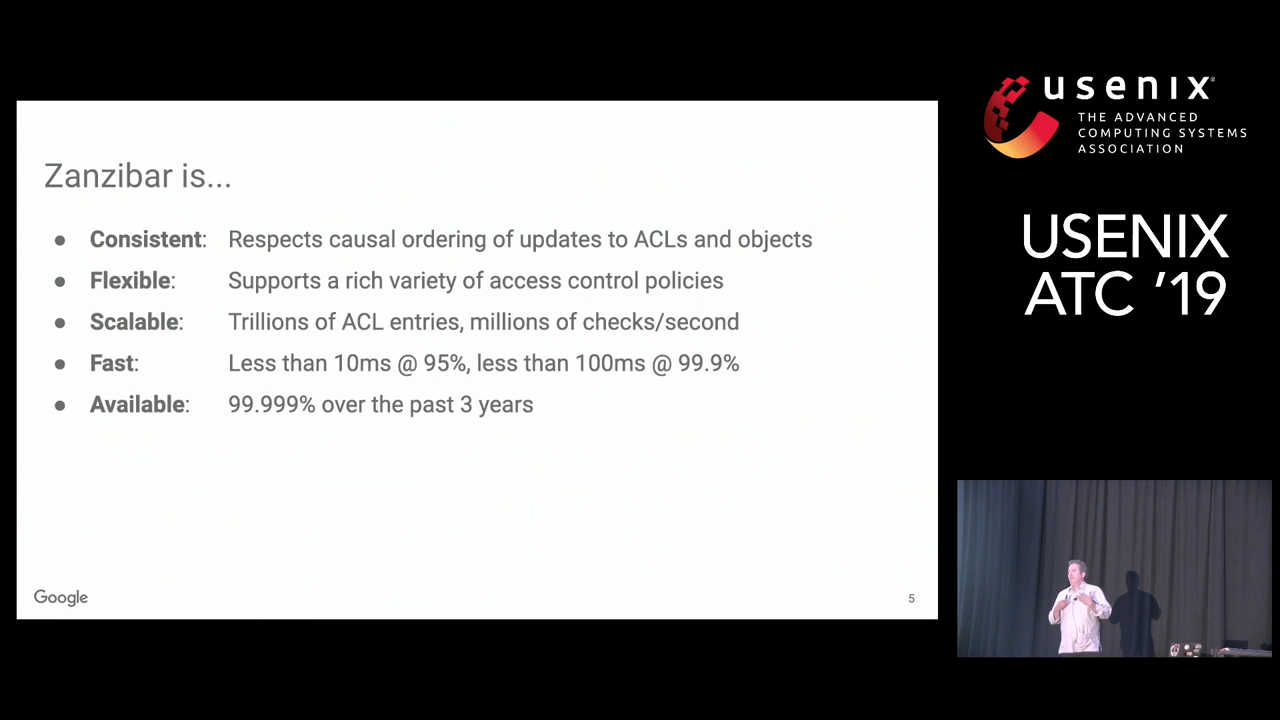 Zanzibar is...
● Consistent: Respects causal ordering of updates to ACLs and objects
● Flexible: Supports a rich variety of access control policies
● Scalable: Trillions of ACL entries, millions of checks/second
● Fast: Less than 10ms @ 95%, less than 100ms @ 99.9%
● Available: 99.999% over the past 3 years
Google
5
usenix®
THE ADVANCED
COMPUTING SYSTEMS
ASSOCIATION
USENIX
ATC ’19